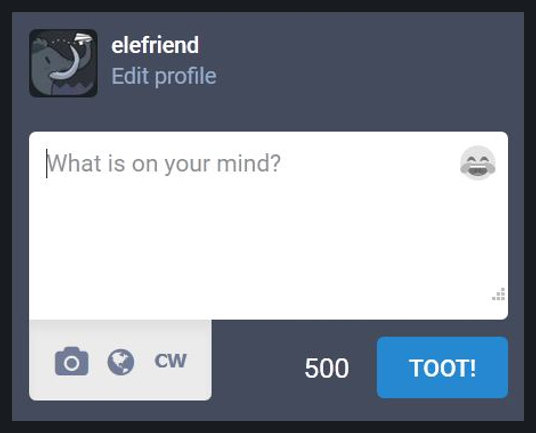 elefriend
Edit profile
What is on your mind?
CW
500
TOOT!